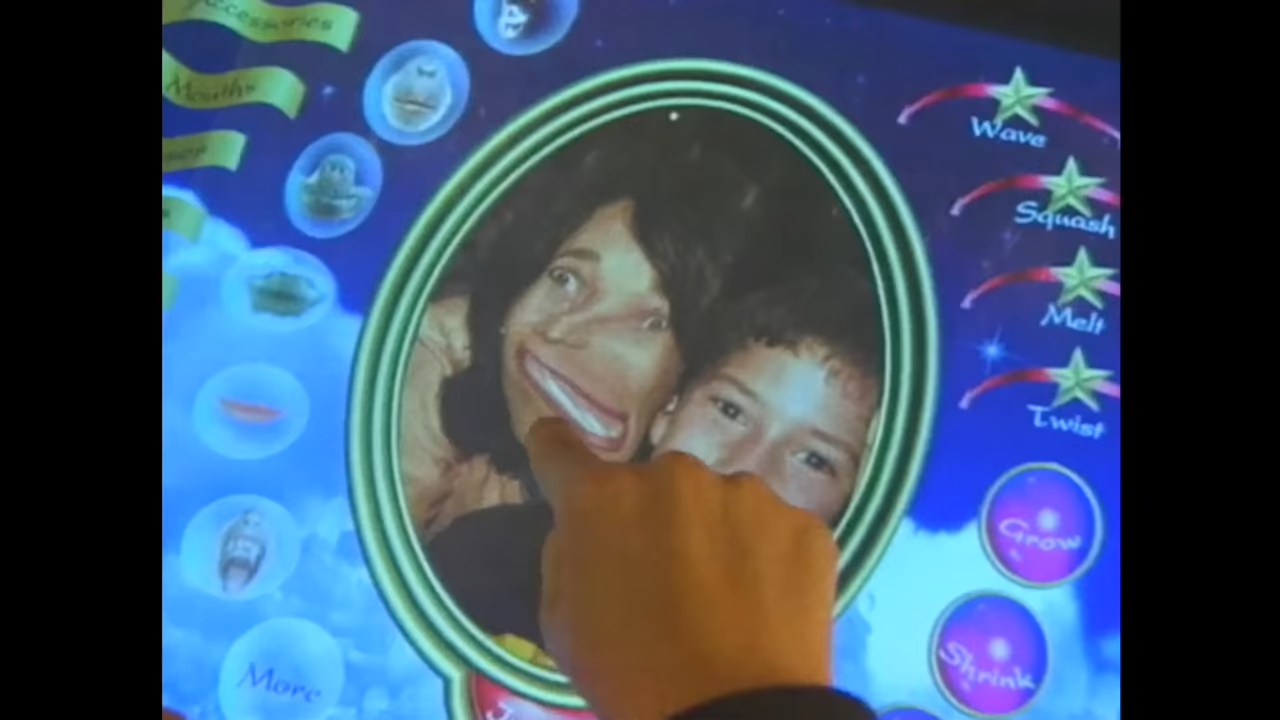 Accessories
Mouths
Wave
Squash
Melt
Twist
Grow
Shrink
More